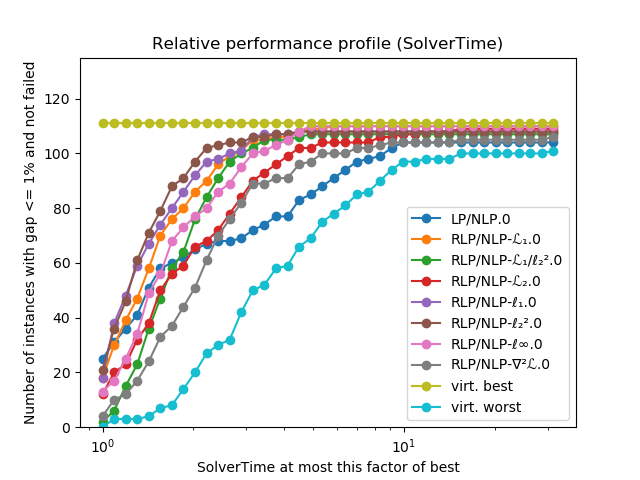 Relative performance profile (SolverTime)
Number of instances with gap <= 1% and not failed
120
100
80
60
40
20
0
10⁰
10¹
SolverTime at most this factor of best
LP/NLP.0
RLP/NLP-ℒ₁.0
RLP/NLP-ℒ₁/ℓ₂².0
RLP/NLP-ℒ₂.0
RLP/NLP-ℓ₁.0
RLP/NLP-ℓ₂².0
RLP/NLP-ℓ∞.0
RLP/NLP-∇²ℒ.0
virt. best
virt. worst